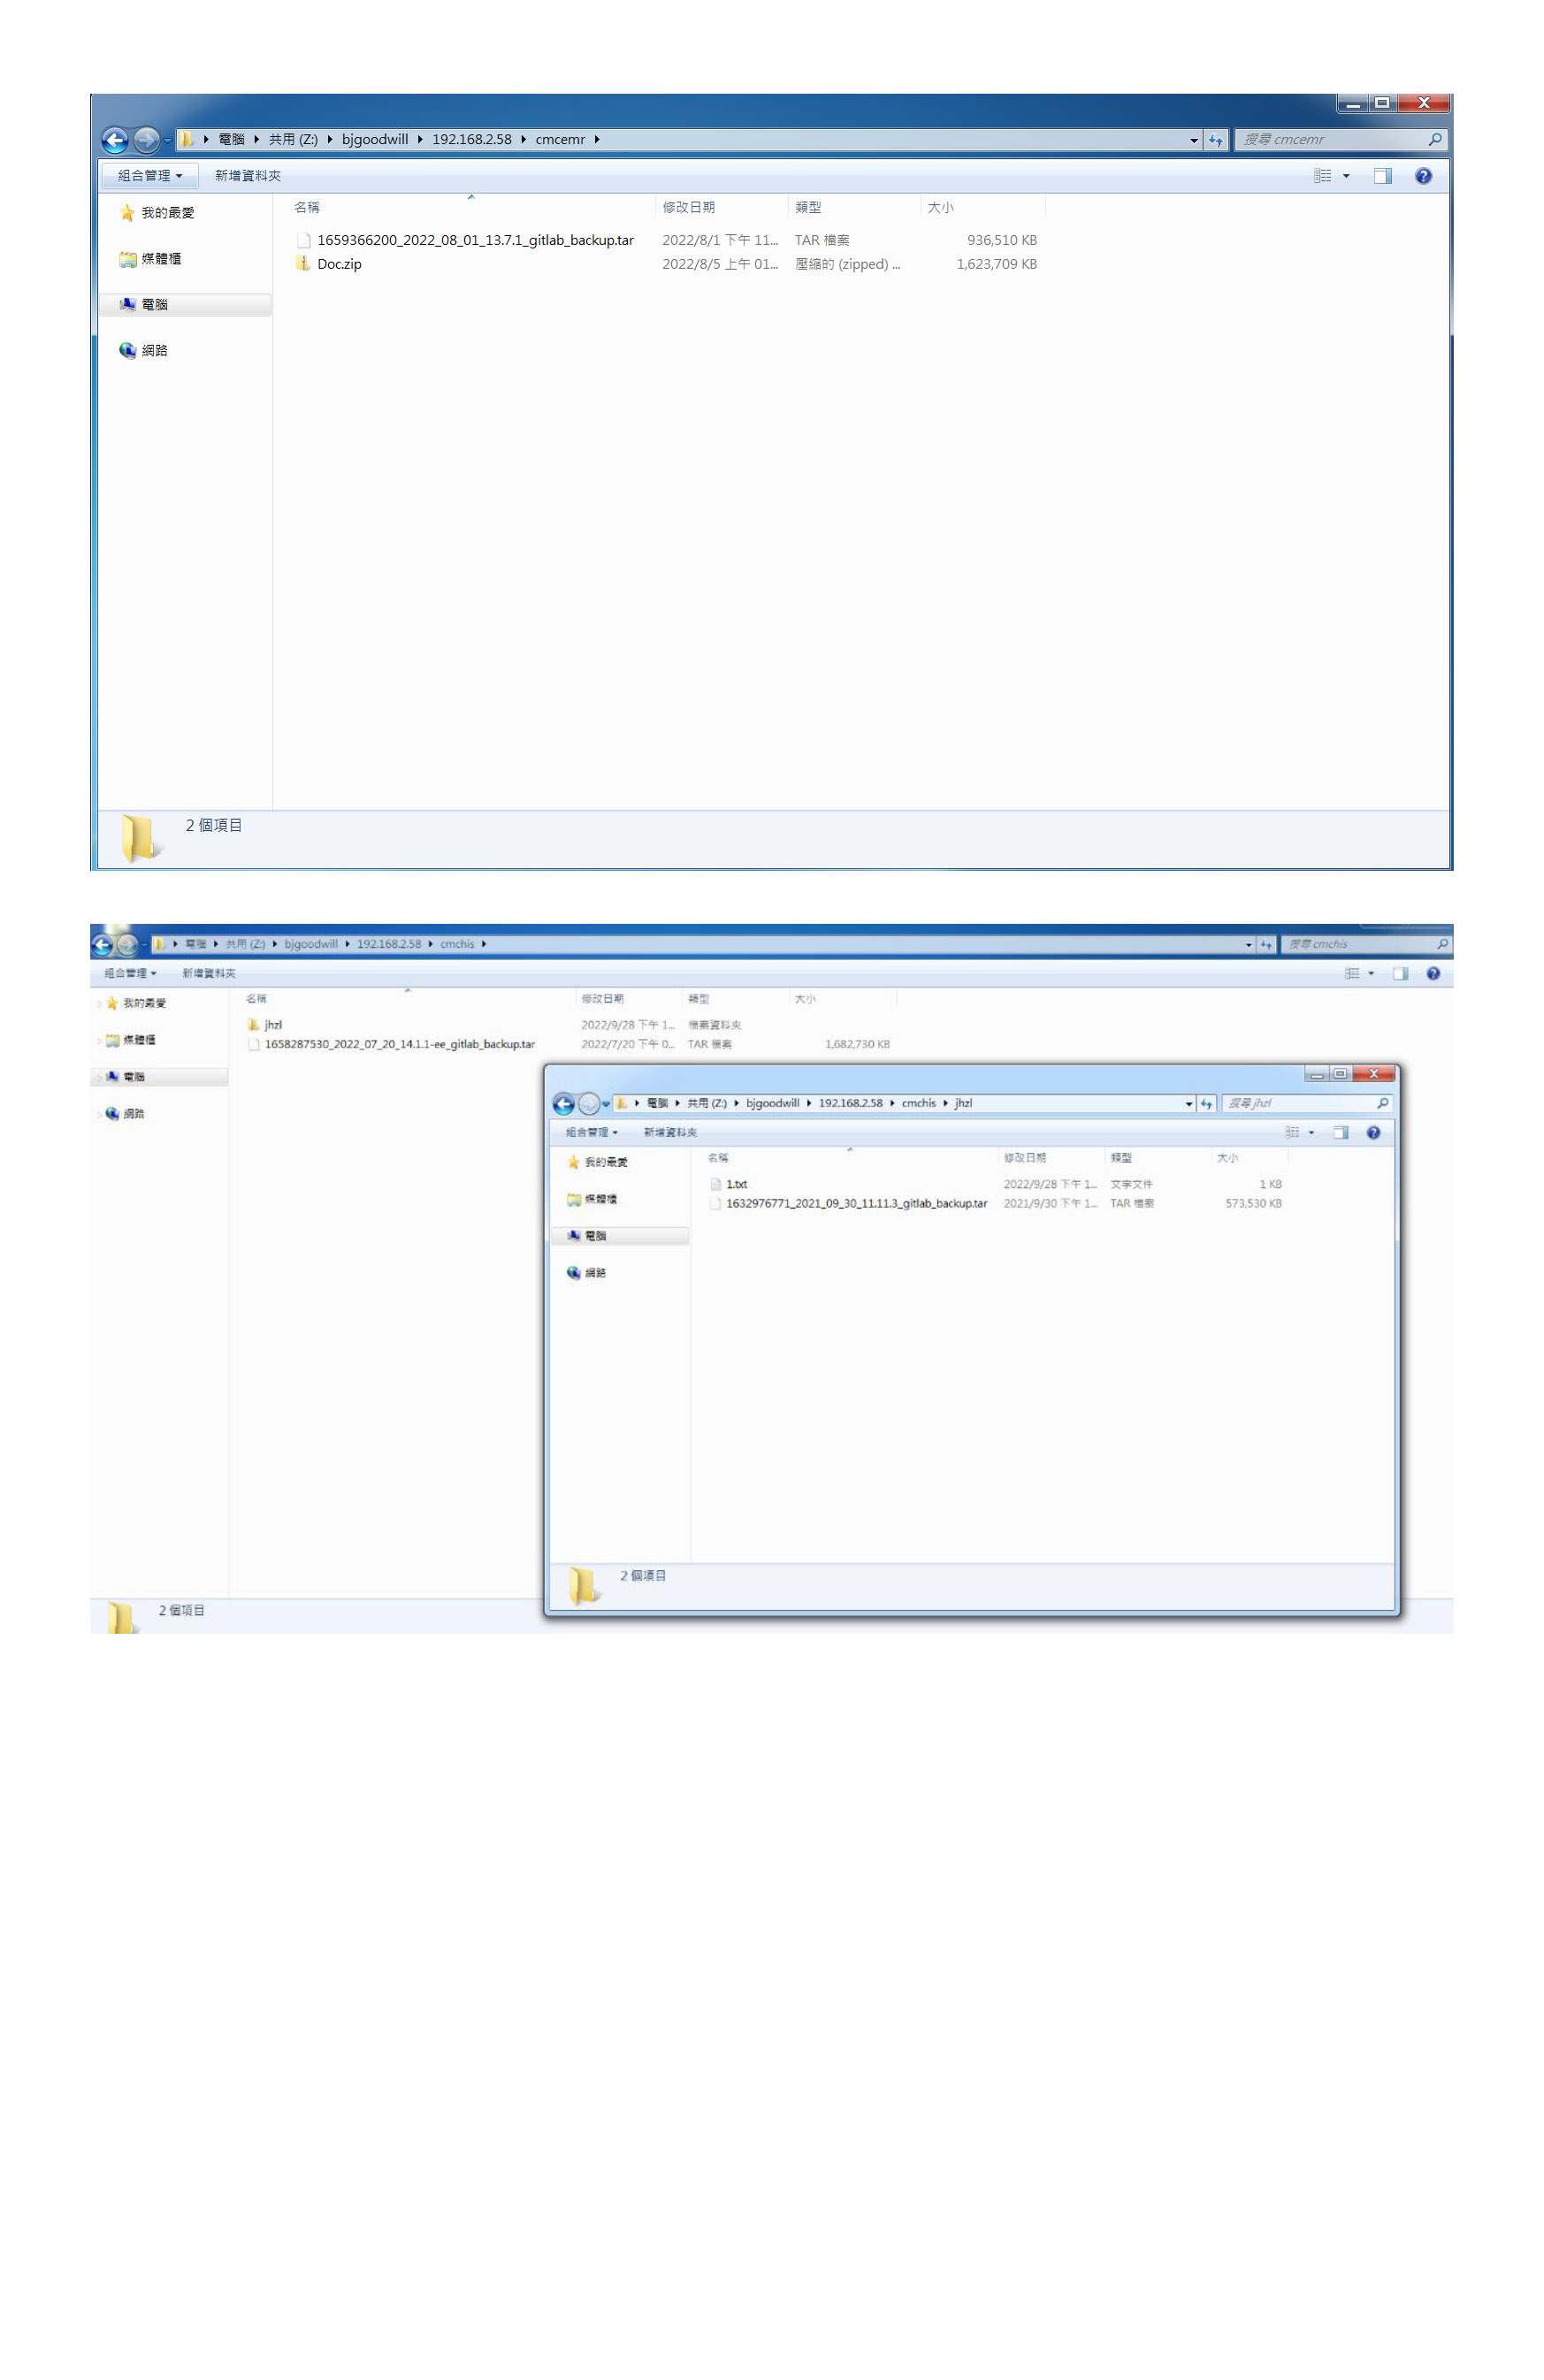 電腦 共用 (Z:) bjgoodwill 192.168.2.58 cmcemr 搜尋 cmcemr
組合管理 新增資料夾
名稱 修改日期 類型 大小
我的最愛
媒體櫃
電腦
網路
1659366200_2022_08_01_13.7.1_gitlab_backup.tar 2022/8/1 下午 11... TAR 檔案 936,510 KB
Doc.zip 2022/8/5 上午 01... 壓縮的 (zipped) ... 1,623,709 KB
2 個項目
電腦 共用 (Z:) bjgoodwill 192.168.2.58 cmchis 搜尋 cmchis
組合管理 新增資料夾
名稱 修改日期 類型 大小
我的最愛
媒體櫃
電腦
網路
jhzl 2022/9/28 下午 1... 檔案資料夾
1658287530_2022_07_20_14.1.1-ee_gitlab_backup.tar 2022/7/20 下午 0... TAR 檔案 1,682,730 KB
電腦 共用 (Z:) bjgoodwill 192.168.2.58 cmchis jhzl 搜尋 jhzl
組合管理 新增資料夾
名稱 修改日期 類型 大小
我的最愛
媒體櫃
電腦
網路
1.txt 2022/9/28 下午 1... 文字文件 1 KB
1632976771_2021_09_30_11.11.3_gitlab_backup.tar 2021/9/30 下午 1... TAR 檔案 573,530 KB
2 個項目
2 個項目